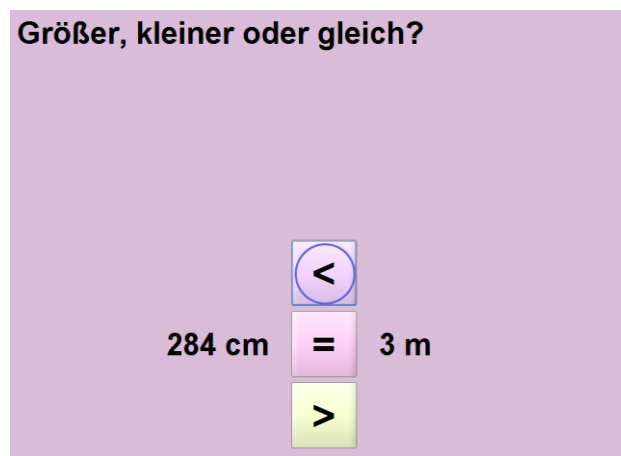 Größer, kleiner oder gleich?
<
284 cm = 3 m
>